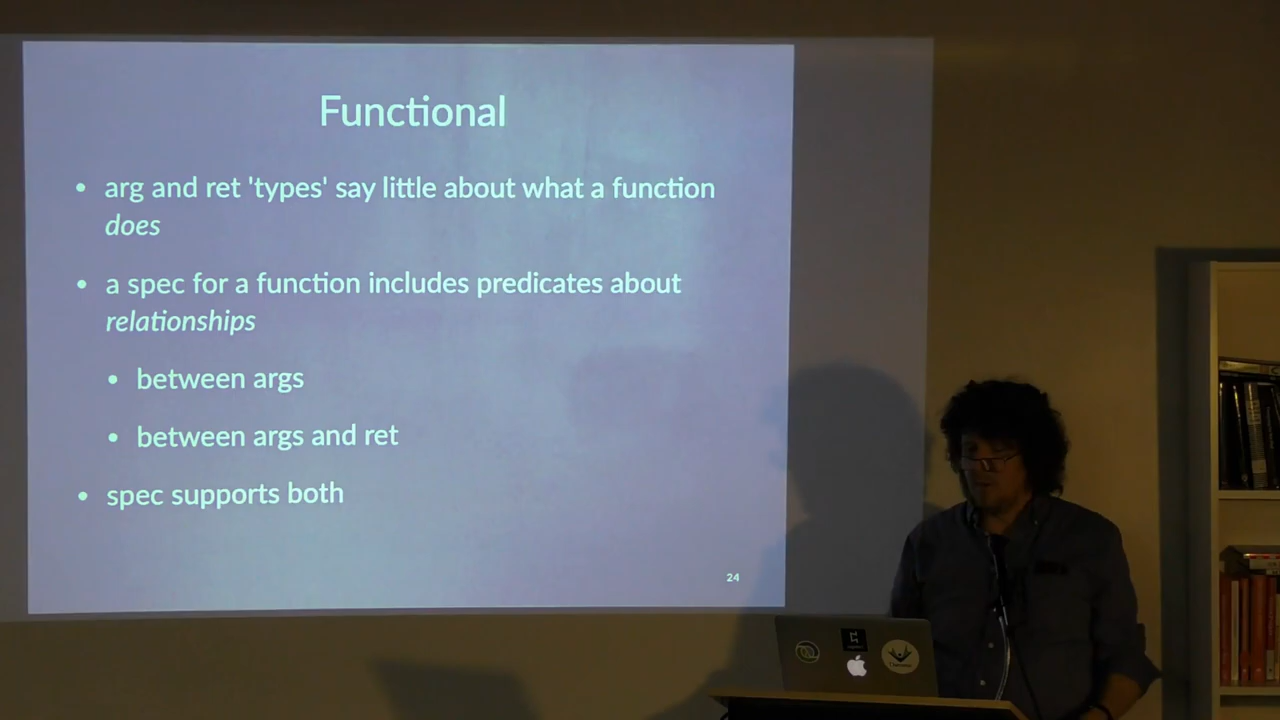 Functional
• arg and ret 'types' say little about what a function
does
• a spec for a function includes predicates about
relationships
• between args
• between args and ret
• spec supports both
24